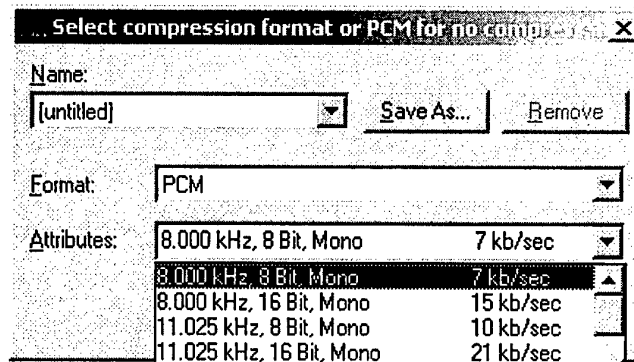 ... Select compression format or PCM for no
Name:
[untitled]
Save As...
Remove
Format:
PCM
Attributes:
8.000 kHz, 8 Bit, Mono 7 kb/sec
8.000 kHz, 8 Bit, Mono 7 kb/sec
8.000 kHz, 16 Bit, Mono 15 kb/sec
11.025 kHz, 8 Bit, Mono 10 kb/sec
11.025 kHz, 16 Bit, Mono 21 kb/sec